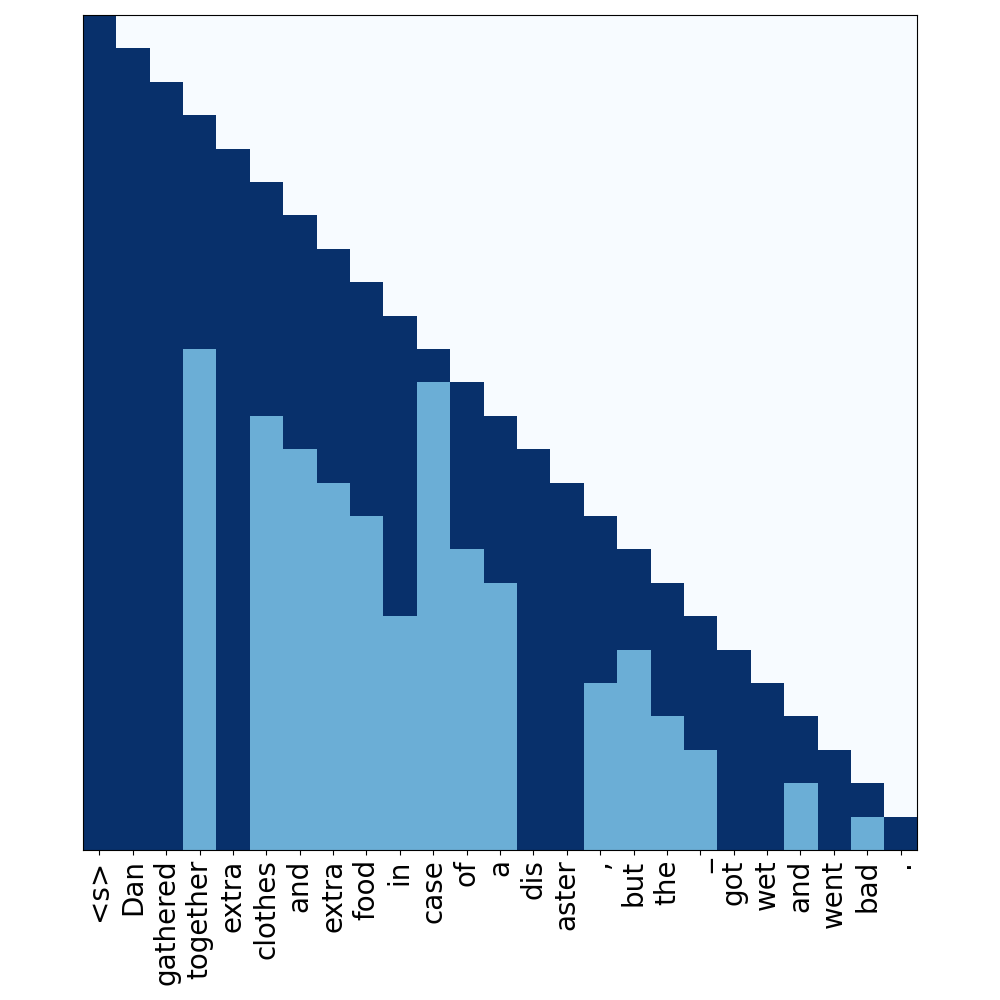 <s> Dan gathered together extra clothes and extra food in case of a dis aster , but the _ got wet and went bad .